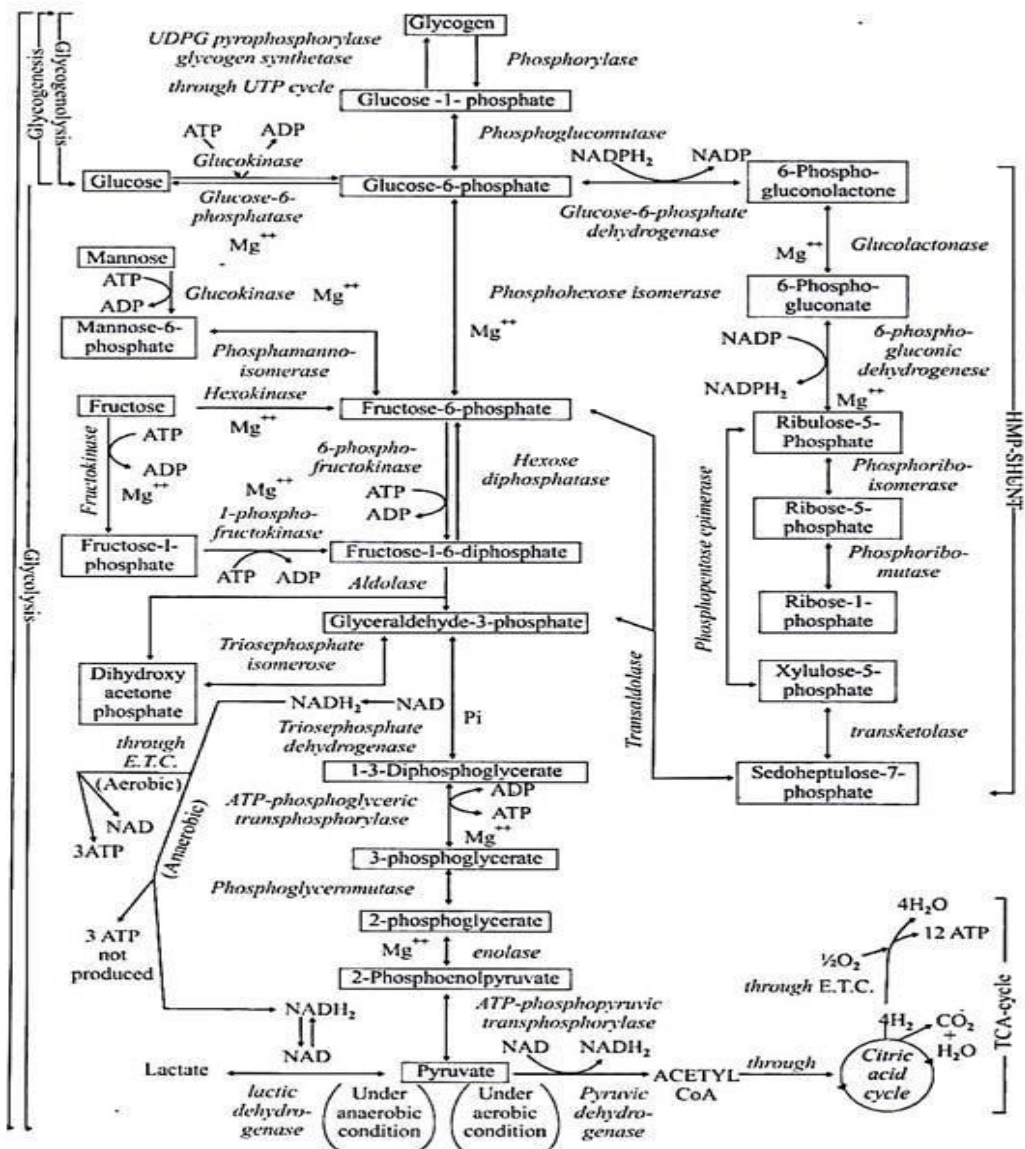 Glycogenesis
Glycogenolysis
Glycolysis
Glycogen
UDPG pyrophosphorylase
glycogen synthetase
through UTP cycle
Phosphorylase
Glucose -1- phosphate
Phosphoglucomutase
ATP
ADP
Glucokinase
Glucose
Glucose-6-
phosphatase
Mg++
Glucose-6-phosphate
NADPH2
NADP
Glucose-6-phosphate
dehydrogenase
6-Phospho-
gluconolactone
Mg++
Glucolactonase
6-Phospho-
gluconate
Mannose
ATP
ADP
Glucokinase
Mg++
Mannose-6-
phosphate
Phosphamanno-
isomerase
Phosphohexose isomerase
Mg++
NADP
NADPH2
6-phospho-
gluconic
dehydrogenese
Mg++
Fructose
Hexokinase
Mg++
Fructose-6-phosphate
Ribulose-5-
Phosphate
Fructokinase
ATP
ADP
Mg++
6-phospho-
fructokinase
ATP
ADP
Hexose
diphosphatase
Phosphoribo-
isomerase
Ribose-5-
phosphate
Phosphoribo-
mutase
Ribose-1-
phosphate
Phosphopentose epimerase
Xylulose-5-
phosphate
transketolase
Sedoheptulose-7-
phosphate
HMP-SHUNT
Transaldolase
Mg++
1-phospho-
fructokinase
Fructose-1-
phosphate
ATP
ADP
Fructose-1-6-diphosphate
Aldolase
Glyceraldehyde-3-phosphate
Triosephosphate
isomerose
Dihydroxy
acetone
phosphate
NADH2
NAD
Triosephosphate
dehydrogenase
Pi
through
E.T.C.
(Aerobic)
NAD
3ATP
(Anaerobic)
1-3-Diphosphoglycerate
ATP-phosphoglyceric
transphosphorylase
ADP
ATP
Mg++
3-phosphoglycerate
Phosphoglyceromutase
2-phosphoglycerate
Mg++
enolase
2-Phosphoenolpyruvate
3 ATP
not
produced
ATP-phosphopyruvic
transphosphorylase
NADH2
NAD
Lactate
lactic
dehydro-
genase
Pyruvate
Under
anaerobic
condition
Under
aerobic
condition
NAD
NADH2
Pyruvic
dehydro-
genase
ACETYL
CoA
through
Citric
acid
cycle
4H2O
12 ATP
½O2
through E.T.C.
4H2
CO2
+
H2O
TCA-cycle